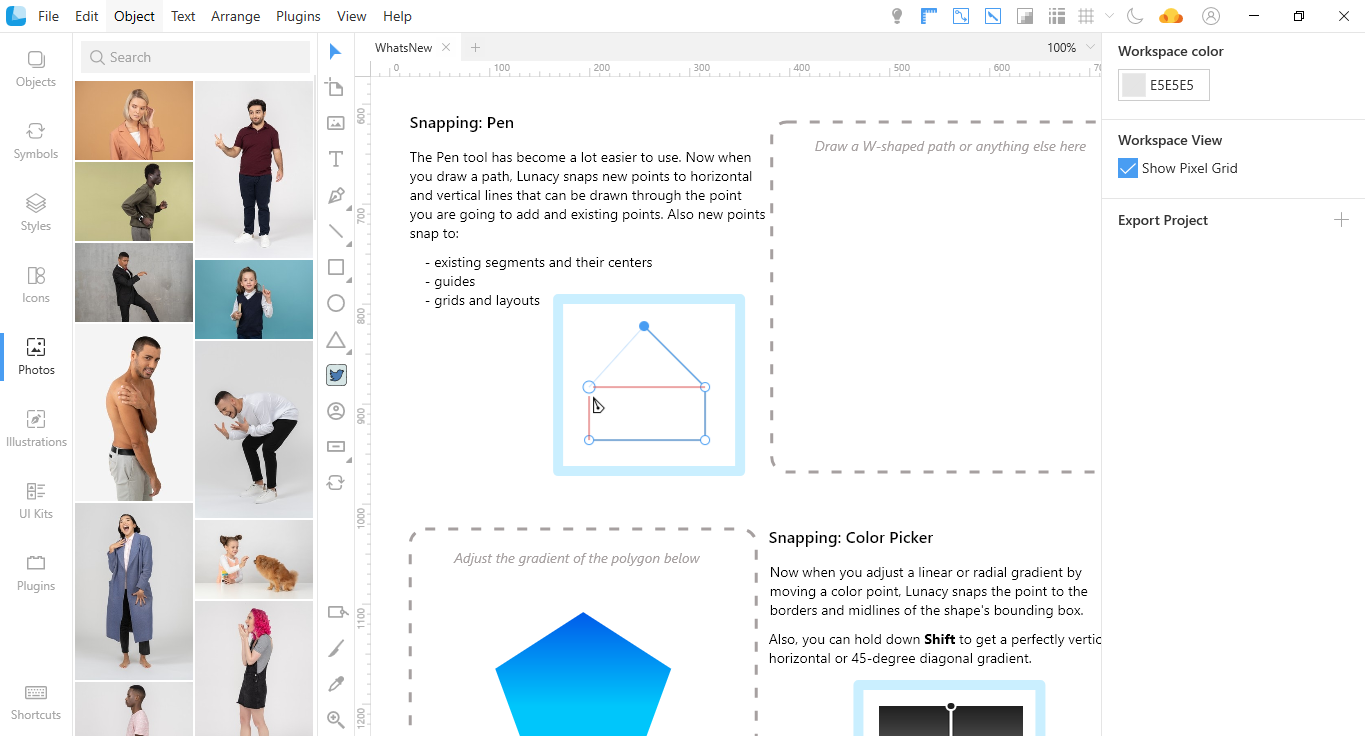 File Edit Object Text Arrange Plugins View Help
Objects
Symbols
Styles
Icons
Photos
Illustrations
UI Kits
Plugins
Shortcuts
Search
WhatsNew
100%
0 100 200 300 400 500 600
600
700
800
900
1000
1100
1200
Snapping: Pen
The Pen tool has become a lot easier to use. Now when
you draw a path, Lunacy snaps new points to horizontal
and vertical lines that can be drawn through the point
you are going to add and existing points. Also new points
snap to:
- existing segments and their centers
- guides
- grids and layouts
Draw a W-shaped path or anything else here
Adjust the gradient of the polygon below
Snapping: Color Picker
Now when you adjust a linear or radial gradient by
moving a color point, Lunacy snaps the point to the
borders and midlines of the shape's bounding box.
Also, you can hold down Shift to get a perfectly vertic
horizontal or 45-degree diagonal gradient.
Workspace color
E5E5E5
Workspace View
Show Pixel Grid
Export Project